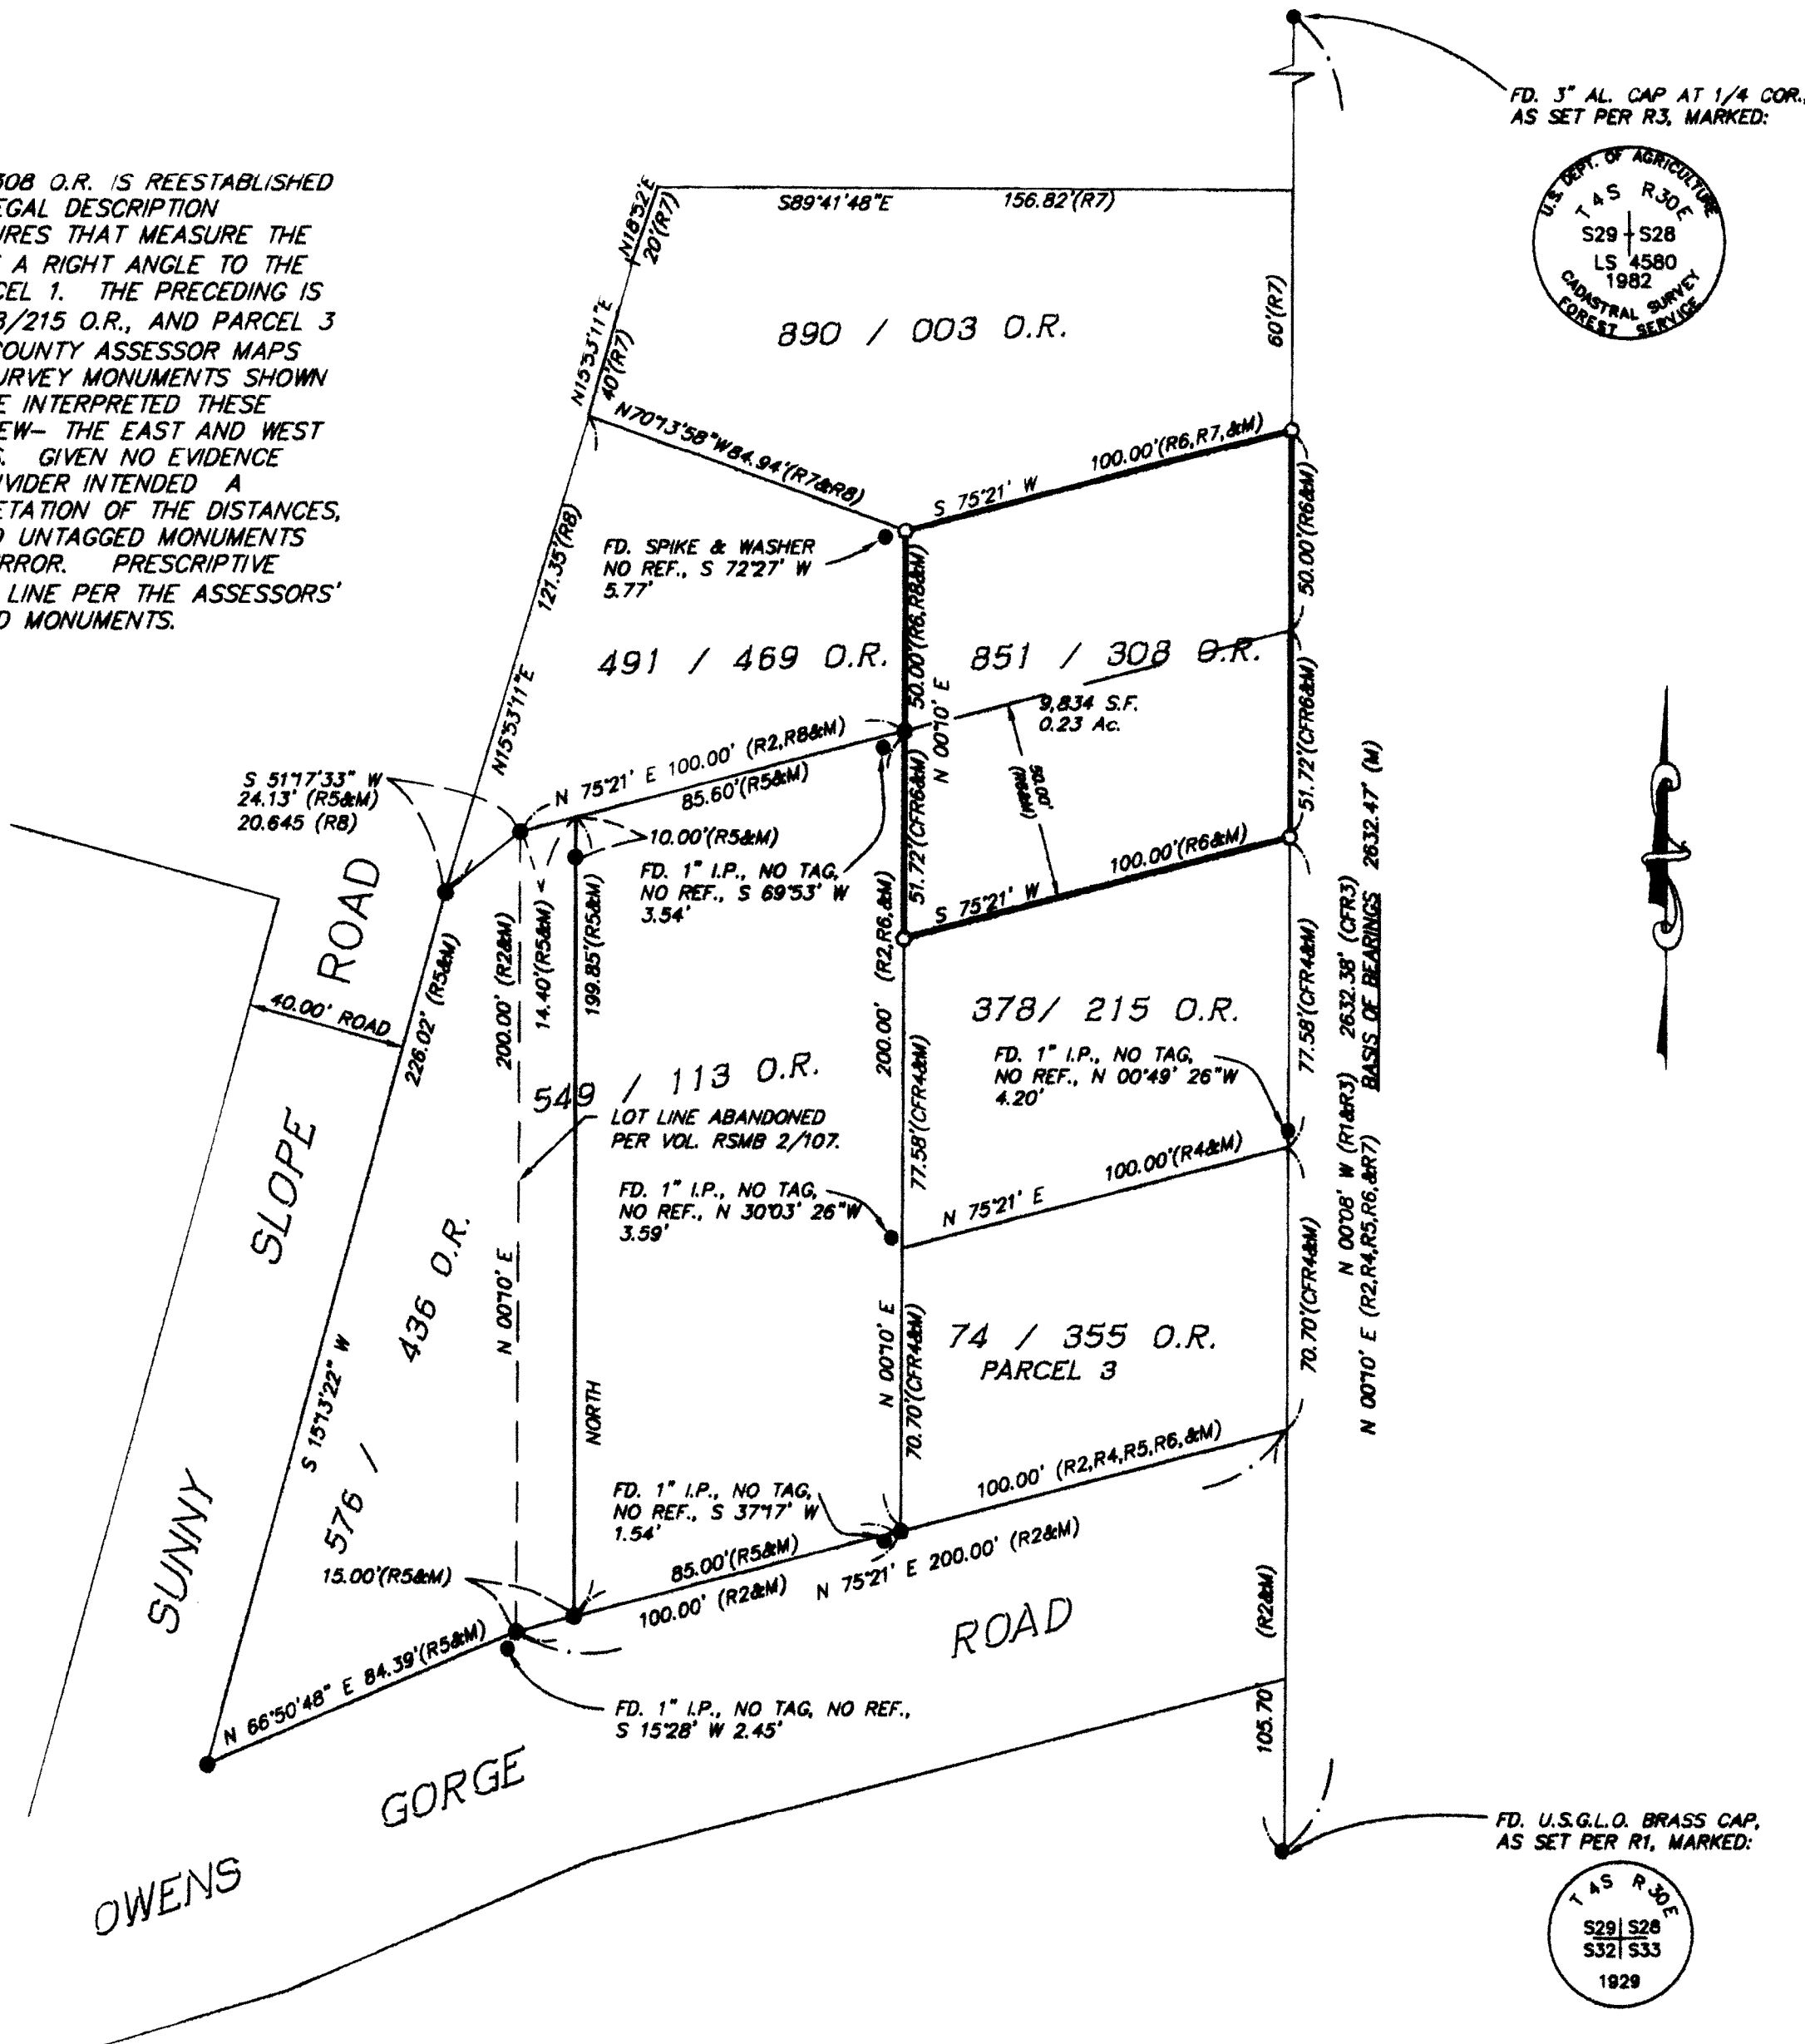 308 O.R. IS REESTABLISHED
EGAL DESCRIPTION
URES THAT MEASURE THE
A RIGHT ANGLE TO THE
CEL 1. THE PRECEDING IS
8/215 O.R., AND PARCEL 3
COUNTY ASSESSOR MAPS
URVEY MONUMENTS SHOWN
E INTERPRETED THESE
EW- THE EAST AND WEST
S. GIVEN NO EVIDENCE
IVIDER INTENDED A
ETATION OF THE DISTANCES,
D UNTAGGED MONUMENTS
RROR. PRESCRIPTIVE
LINE PER THE ASSESSORS'
D MONUMENTS.
FD. 3" AL. CAP AT 1/4 COR.,
AS SET PER R3, MARKED:
U.S. DEPT. OF AGRICULTURE
T 4 S R30E
S29 S28
LS 4580
1982
CADASTRAL SURVEY
FOREST SERVICE
N18°52'E
20'(R7)
S89°41'48"E 156.82'(R7)
60'(R7)
N15°53'11"E
40'(R7)
890 / 003 O.R.
N70°13'58"W 84.94'(R7&R8)
S 75°21' W 100.00'(R6,R7,&M)
50.00'(R6&M)
121.35'(R8)
N15°53'11"E
FD. SPIKE & WASHER
NO REF., S 72°27' W
5.77'
50.00'(R6,R8&M)
491 / 469 O.R.
851 / 308 O.R.
N 00°10' E
9,834 S.F.
0.23 Ac.
50.00'
(R6&M)
51.72'(CFR6&M)
51.72'(CFR6&M)
S 51°17'33" W
24.13' (R5&M)
20.645 (R8)
N 75°21' E 100.00' (R2,R8&M)
85.60'(R5&M)
10.00'(R5&M)
FD. 1" I.P., NO TAG,
NO REF., S 69°53' W
3.54'
S 75°21' W 100.00'(R6&M)
40.00' ROAD
226.02' (R5&M)
200.00' (R2&M)
14.40'(R5&M)
199.85'(R5&M)
200.00' (R2,R6,&M)
77.58'(CFR4&M)
77.58'(CFR4&M)
378/ 215 O.R.
FD. 1" I.P., NO TAG,
NO REF., N 00°49' 26"W
4.20'
549 / 113 O.R.
LOT LINE ABANDONED
PER VOL. RSMB 2/107.
N 75°21' E 100.00'(R4&M)
FD. 1" I.P., NO TAG,
NO REF., N 30°03' 26"W
3.59'
N 00°08' W (R1&R3) 2632.38' (CFR3)
N 00°10' E (R2,R4,R5,R6,&R7) BASIS OF BEARINGS 2632.47' (M)
576 / 436 O.R.
S 15°13'22" W
N 00°10' E
NORTH
N 00°10' E
70.70'(CFR4&M)
70.70'(CFR4&M)
74 / 355 O.R.
PARCEL 3
FD. 1" I.P., NO TAG,
NO REF., S 37°17' W
1.54'
100.00' (R2,R4,R5,R6,&M)
15.00'(R5&M)
85.00'(R5&M)
100.00' (R2&M)
N 75°21' E 200.00' (R2&M)
N 66°50'48" E 84.39'(R5&M)
FD. 1" I.P., NO TAG, NO REF.,
S 15°28' W 2.45'
105.70' (R2&M)
SUNNY SLOPE ROAD
OWENS GORGE ROAD
FD. U.S.G.L.O. BRASS CAP,
AS SET PER R1, MARKED:
T 4S R 30E
S29 S28
S32 S33
1929